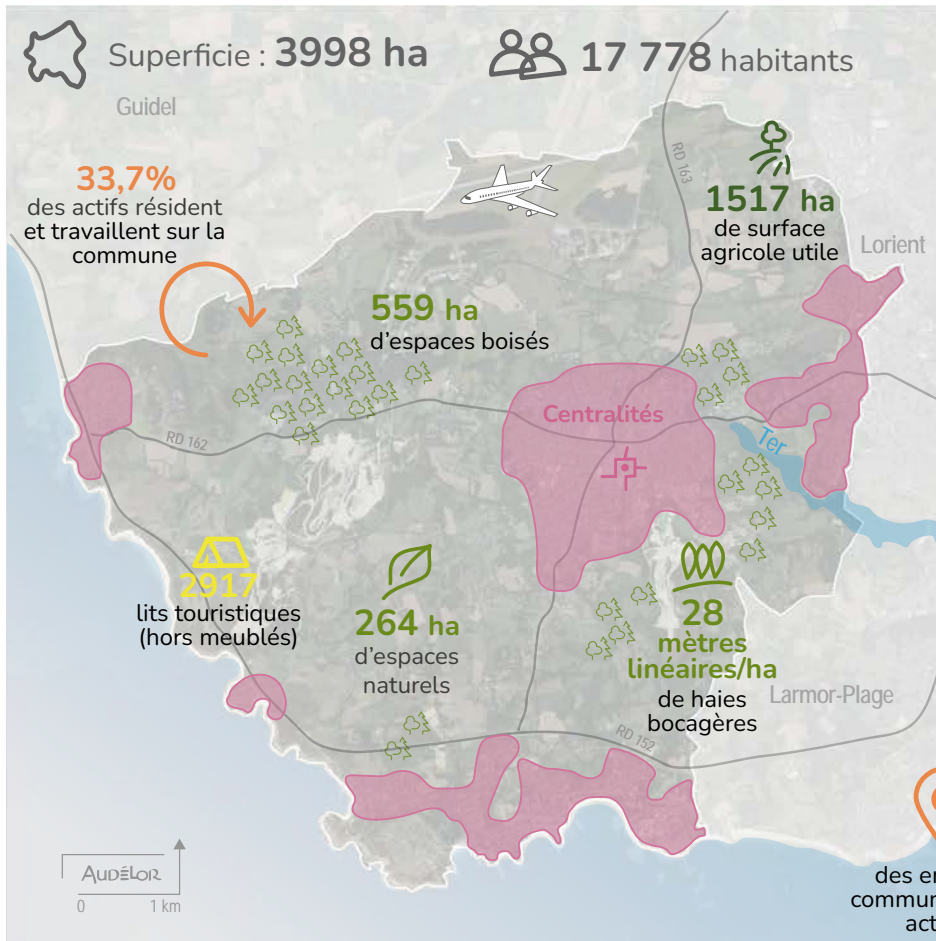 Superficie : 3998 ha
17 778 habitants
Guidel
RD 163
33,7%
des actifs résident
et travaillent sur la
commune
1517 ha
de surface
agricole utile
Lorient
559 ha
d'espaces boisés
Centralités
RD 162
Ter
2917
lits touristiques
(hors meublés)
264 ha
d'espaces
naturels
28
mètres
linéaires/ha
de haies
bocagères
Larmor-Plage
RD 152
AUDÉLOR
0 1 km
des
commun
act